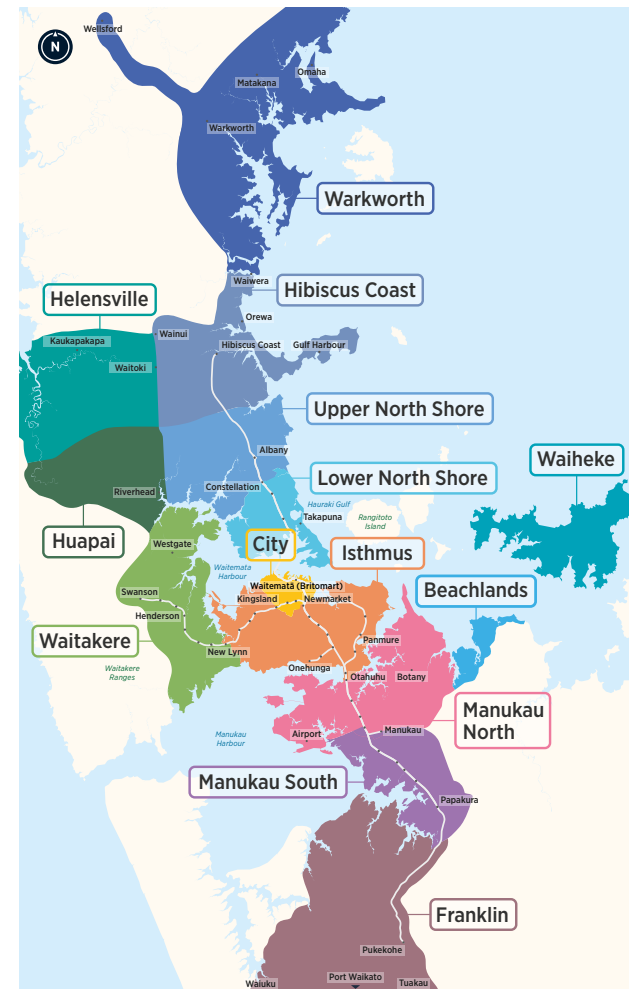 Wellsford
N
Omaha
Matakana
Warkworth
Warkworth
Waiwera
Hibiscus Coast
Helensville
Orewa
Wainui
Kaukapakapa
Hibiscus Coast
Gulf Harbour
Waitoki
Upper North Shore
Albany
Waiheke
Lower North Shore
Constellation
Riverhead
Hauraki Gulf
Takapuna
Rangitoto
Island
Huapai
City
Westgate
Isthmus
Waitemata
Harbour
Waitematā (Britomart)
Beachlands
Swanson
Kingsland
Newmarket
Henderson
Waitakere
Panmure
New Lynn
Onehunga
Waitakere
Ranges
Otahuhu
Botany
Manukau
North
Airport
Manukau
Manukau
Harbour
Manukau South
Papakura
Franklin
Pukekohe
Port Waikato
Waiuku
Tuakau